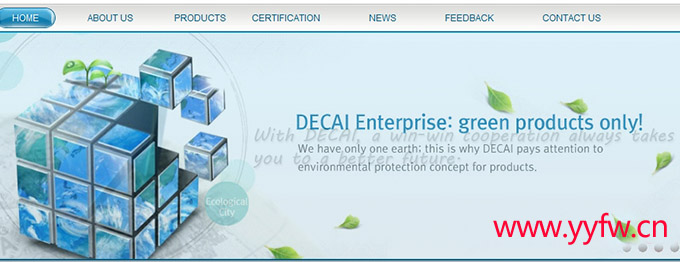 HOME ABOUT US PRODUCTS CERTIFICATION NEWS FEEDBACK CONTACT US
DECAI Enterprise: green products only!
With DECAI, a win-win cooperation always takes
you to a better future.
We have only one earth; this is why DECAI pays attention to
environmental protection concept for products.
Ecological
City
www.yyfw.cn